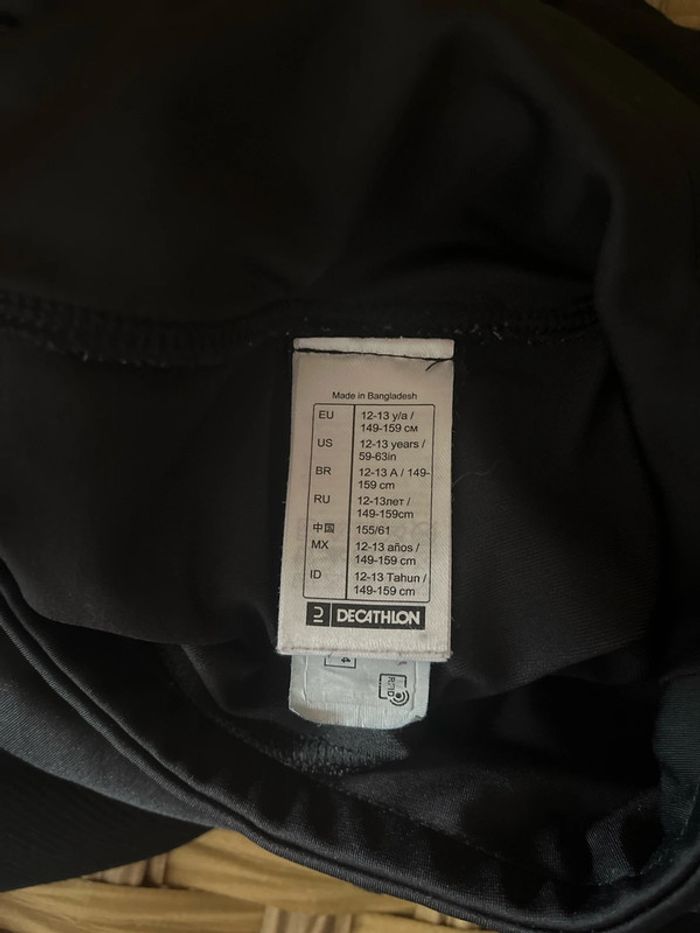 Made in Bangladesh
EU 12-13 y/a /
149-159 см
US 12-13 years /
59-63in
BR 12-13 A / 149-
159 cm
RU 12-13лет /
149-159cm
中国 155/61
MX 12-13 años /
149-159 cm
ID 12-13 Tahun /
149-159 cm
DECATHLON
4
RFID